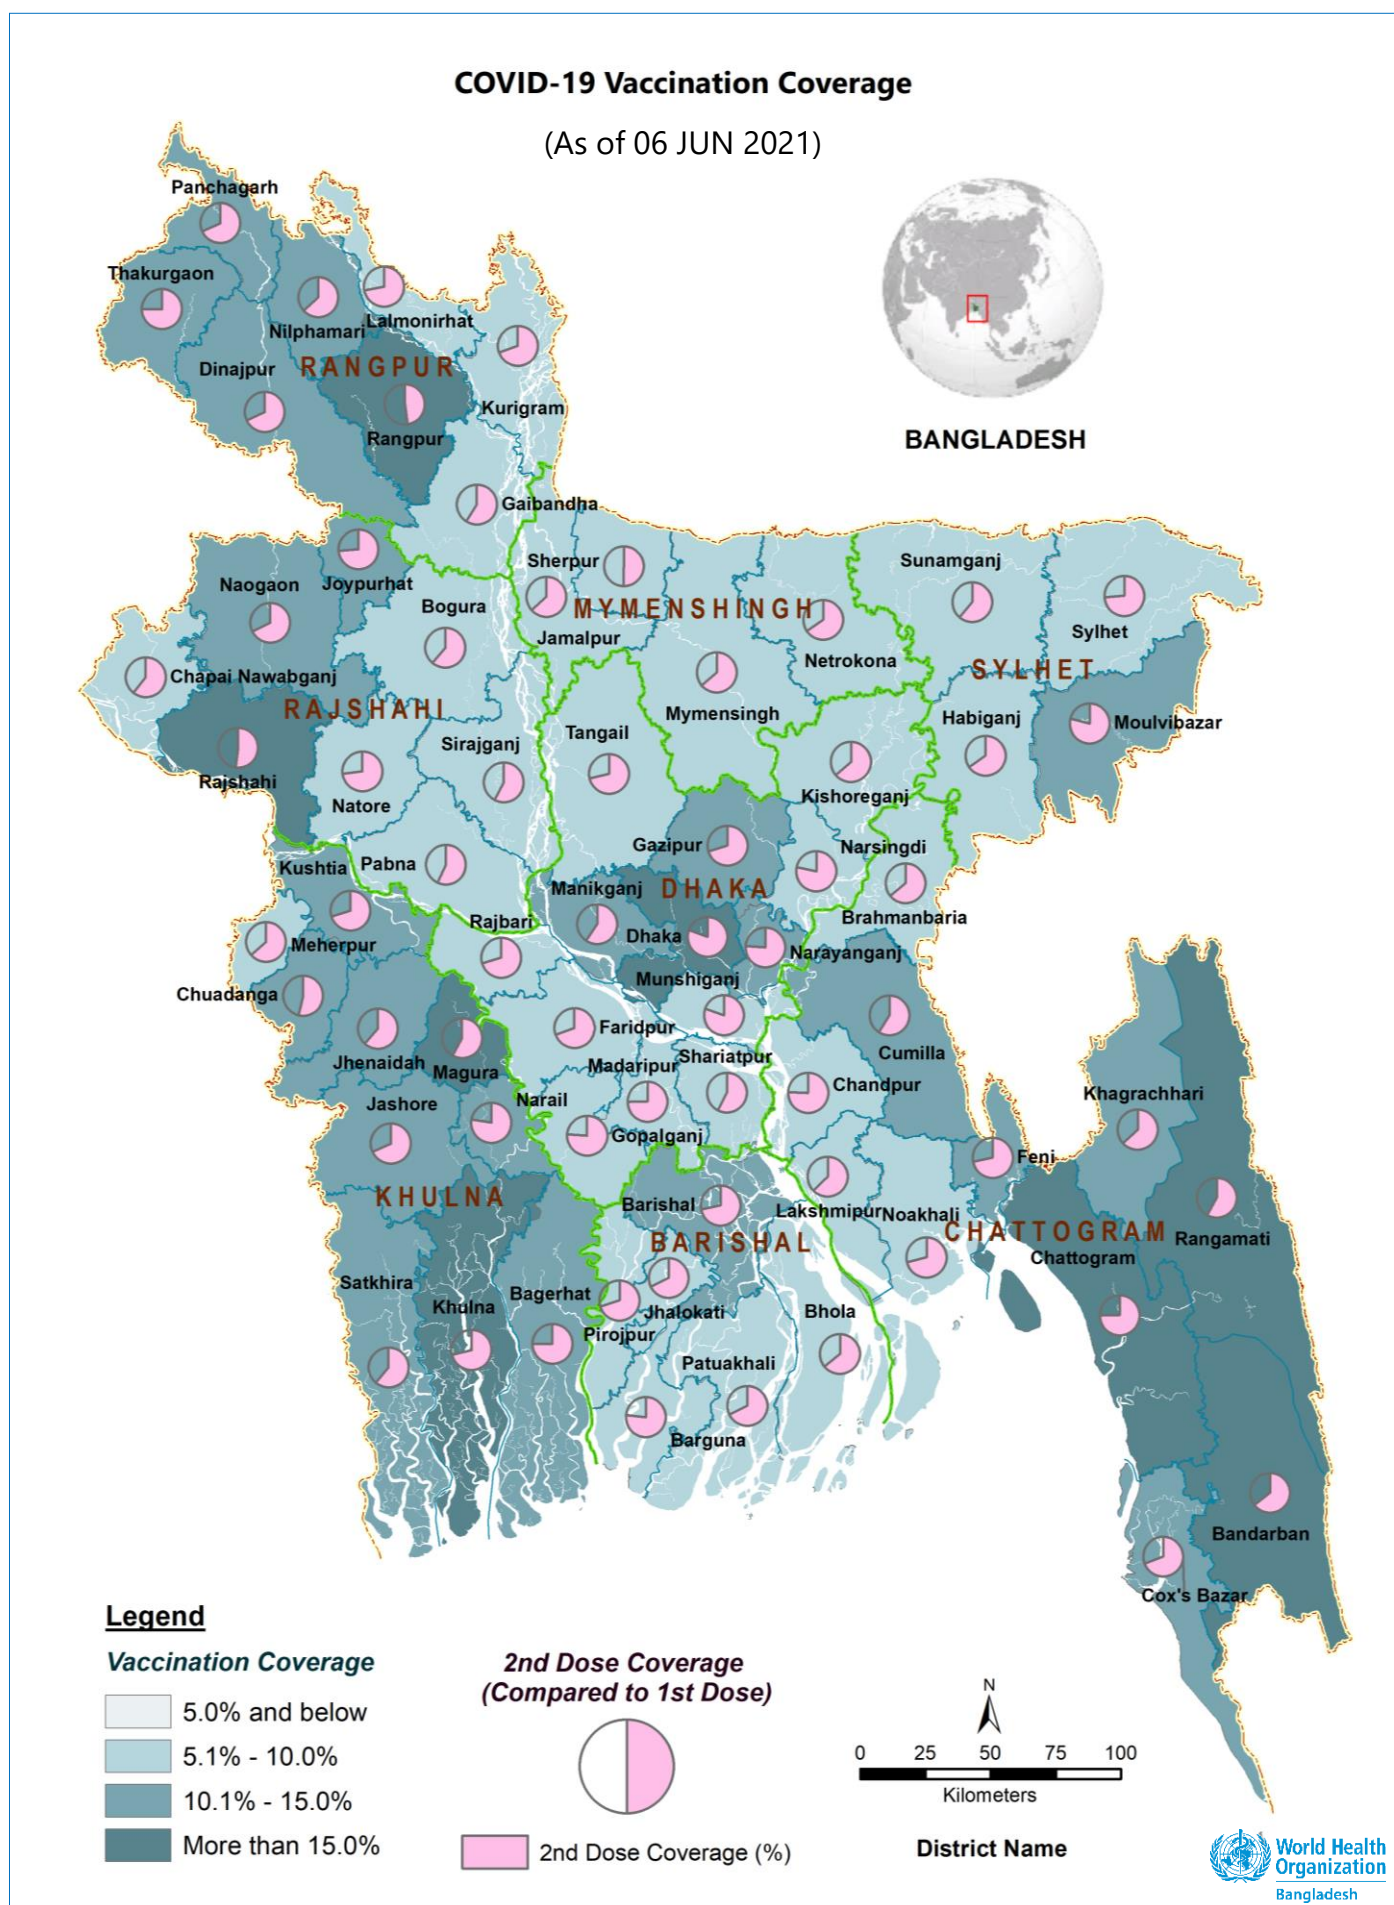 COVID-19 Vaccination Coverage
(As of 06 JUN 2021)
Panchagarh
Thakurgaon
Nilphamari
Lalmonirhat
Dinajpur
RANGPUR
Kurigram
Rangpur
BANGLADESH
Gaibandha
Sherpur
Sunamganj
Naogaon
Joypurhat
Bogura
MYMENSHINGH
Jamalpur
Sylhet
Netrokona
SYLHET
Chapai Nawabganj
RAJSHAHI
Mymensingh
Habiganj
Moulvibazar
Tangail
Sirajganj
Rajshahi
Natore
Kishoreganj
Gazipur
Narsingdi
Kushtia
Pabna
Manikganj
DHAKA
Rajbari
Brahmanbaria
Meherpur
Dhaka
Narayanganj
Munshiganj
Chuadanga
Faridpur
Cumilla
Jhenaidah
Magura
Madaripur
Shariatpur
Chandpur
Khagrachhari
Jashore
Narail
Gopalganj
Feni
KHULNA
Barishal
Lakshmipur
Noakhali
CHATTOGRAM
Rangamati
BARISHAL
Chattogram
Satkhira
Khulna
Bagerhat
Jhalokati
Bhola
Pirojpur
Patuakhali
Barguna
Bandarban
Cox's Bazar
Legend
Vaccination Coverage
5.0% and below
5.1% - 10.0%
10.1% - 15.0%
More than 15.0%
2nd Dose Coverage
(Compared to 1st Dose)
2nd Dose Coverage (%)
N
0 25 50 75 100
Kilometers
District Name
World Health
Organization
Bangladesh